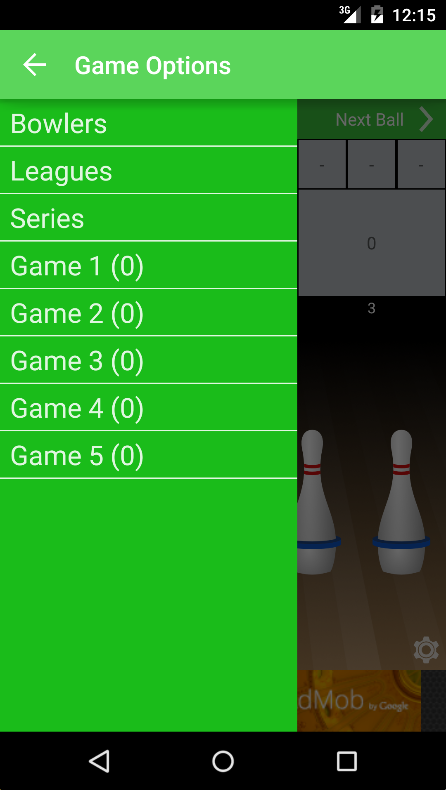 3G 12:15
Game Options
Bowlers
Leagues
Series
Game 1 (0)
Game 2 (0)
Game 3 (0)
Game 4 (0)
Game 5 (0)
Next Ball
- - -
0
3
dMob by Google